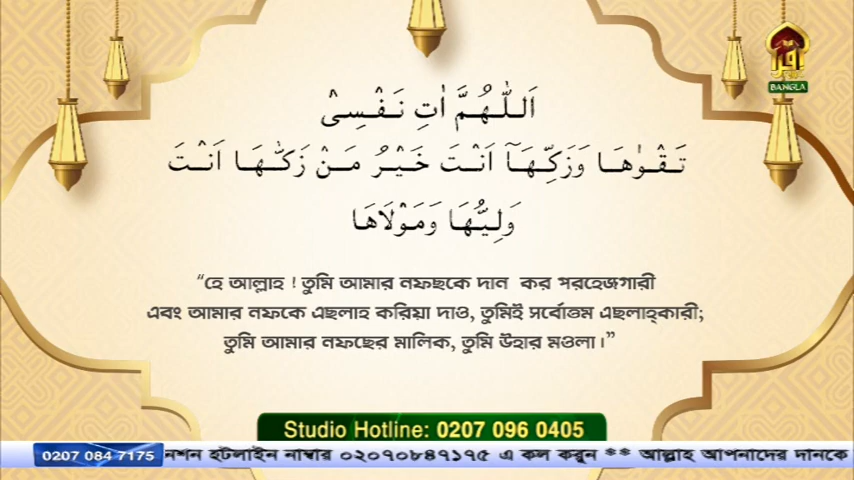 اَللّٰهُمَّ اٰتِ نَفْسِىْ
تَقْوٰهَا وَزَكِّهَآ اَنْتَ خَيْرُ مَنْ زَكّٰهَا اَنْتَ
وَلِيُّهَا وَمَوْلَاهَا
“হে আল্লাহ ! তুমি আমার নফছকে দান কর পরহেজগারী
এবং আমার নফকে এছলাহ করিয়া দাও, তুমিই সর্বোত্তম এছলাহ্কারী;
তুমি আমার নফছের মালিক, তুমি উহার মওলা।”
اقرأ
BANGLA
Studio Hotline: 0207 096 0405
0207 084 7175 নশন হটলাইন নাম্বার ০২০৭০৮৪৭১৭৫ এ কল করুন ** আল্লাহ আপনাদের দানকে